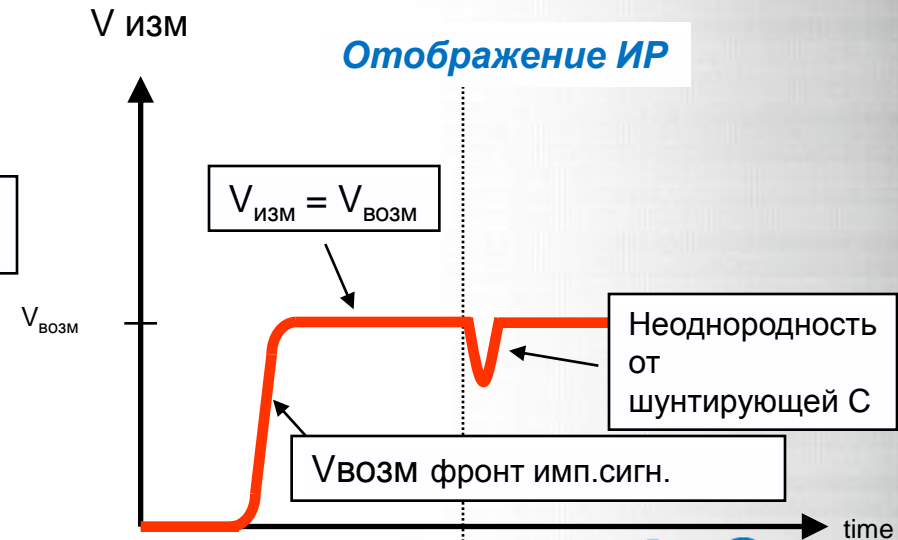 V изм
Отображение ИР
Vизм = Vвозм
Vвозм
Неоднородность
от
шунтирующей С
Vвозм фронт имп.сигн.
time